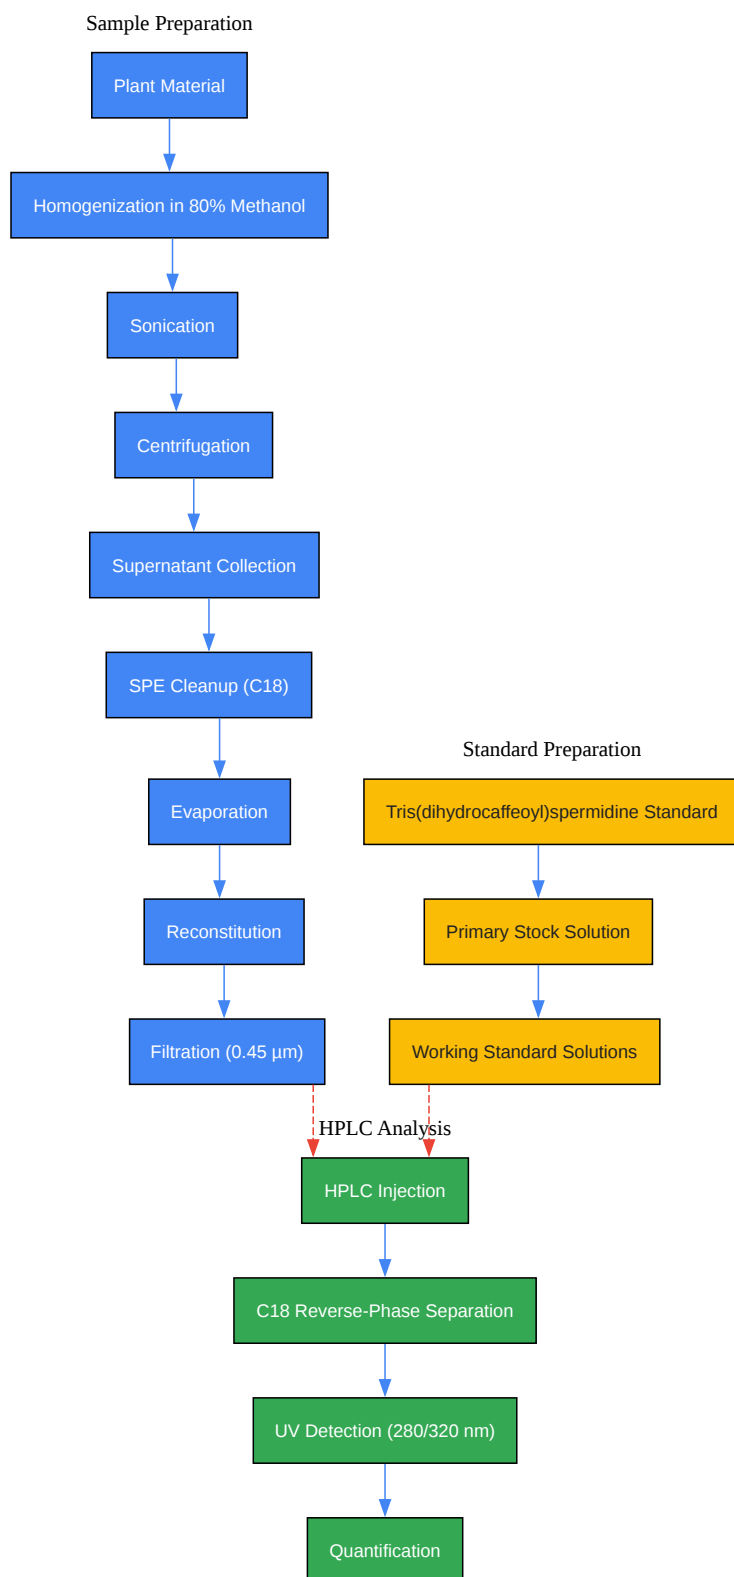 Sample Preparation
Plant Material
Homogenization in 80% Methanol
Sonication
Centrifugation
Supernatant Collection
SPE Cleanup (C18)
Evaporation
Reconstitution
Filtration (0.45 µm)
Standard Preparation
Tris(dihydrocaffeoyl)spermidine Standard
Primary Stock Solution
Working Standard Solutions
HPLC Analysis
HPLC Injection
C18 Reverse-Phase Separation
UV Detection (280/320 nm)
Quantification